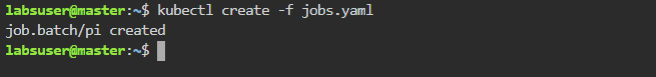 labsuser@master:~$ kubectl create -f jobs.yaml
job.batch/pi created
labsuser@master:~$